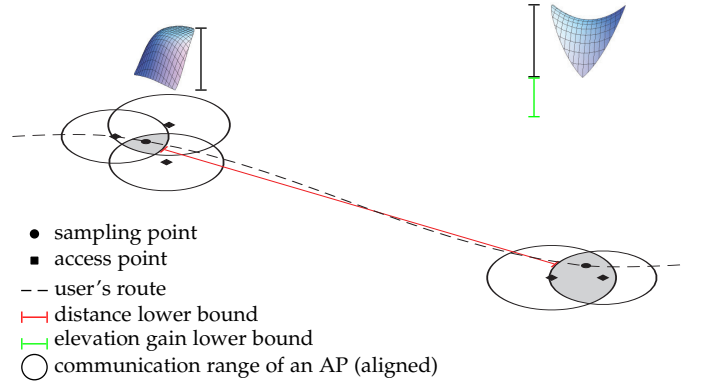 sampling point
access point
user's route
distance lower bound
elevation gain lower bound
communication range of an AP (aligned)